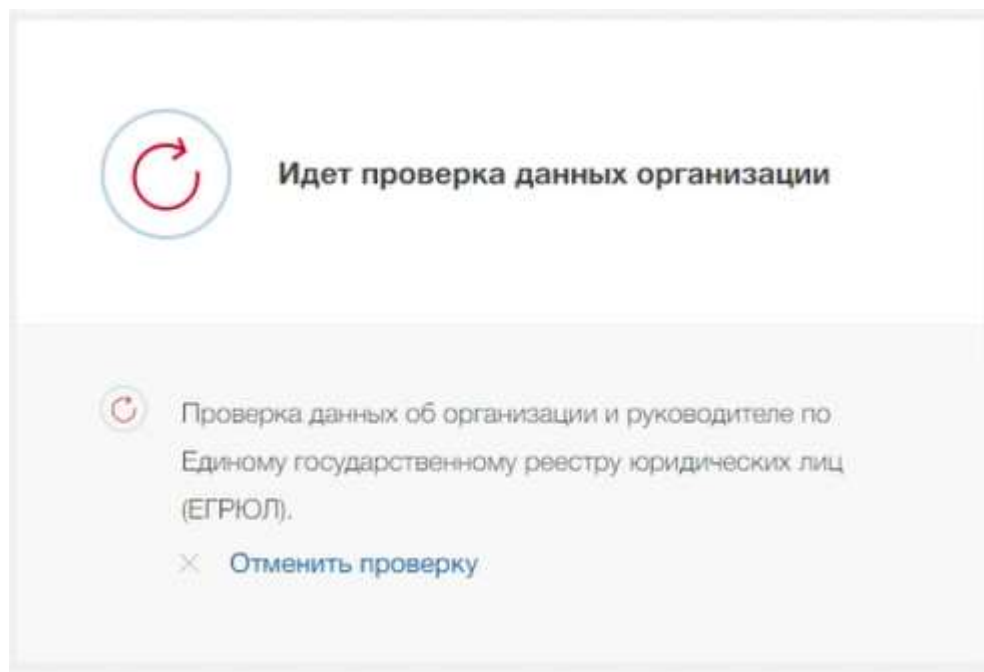 Идет проверка данных организации
Проверка данных об организации и руководителе по
Единому государственному реестру юридических лиц
(ЕГРЮЛ).
Отменить проверку